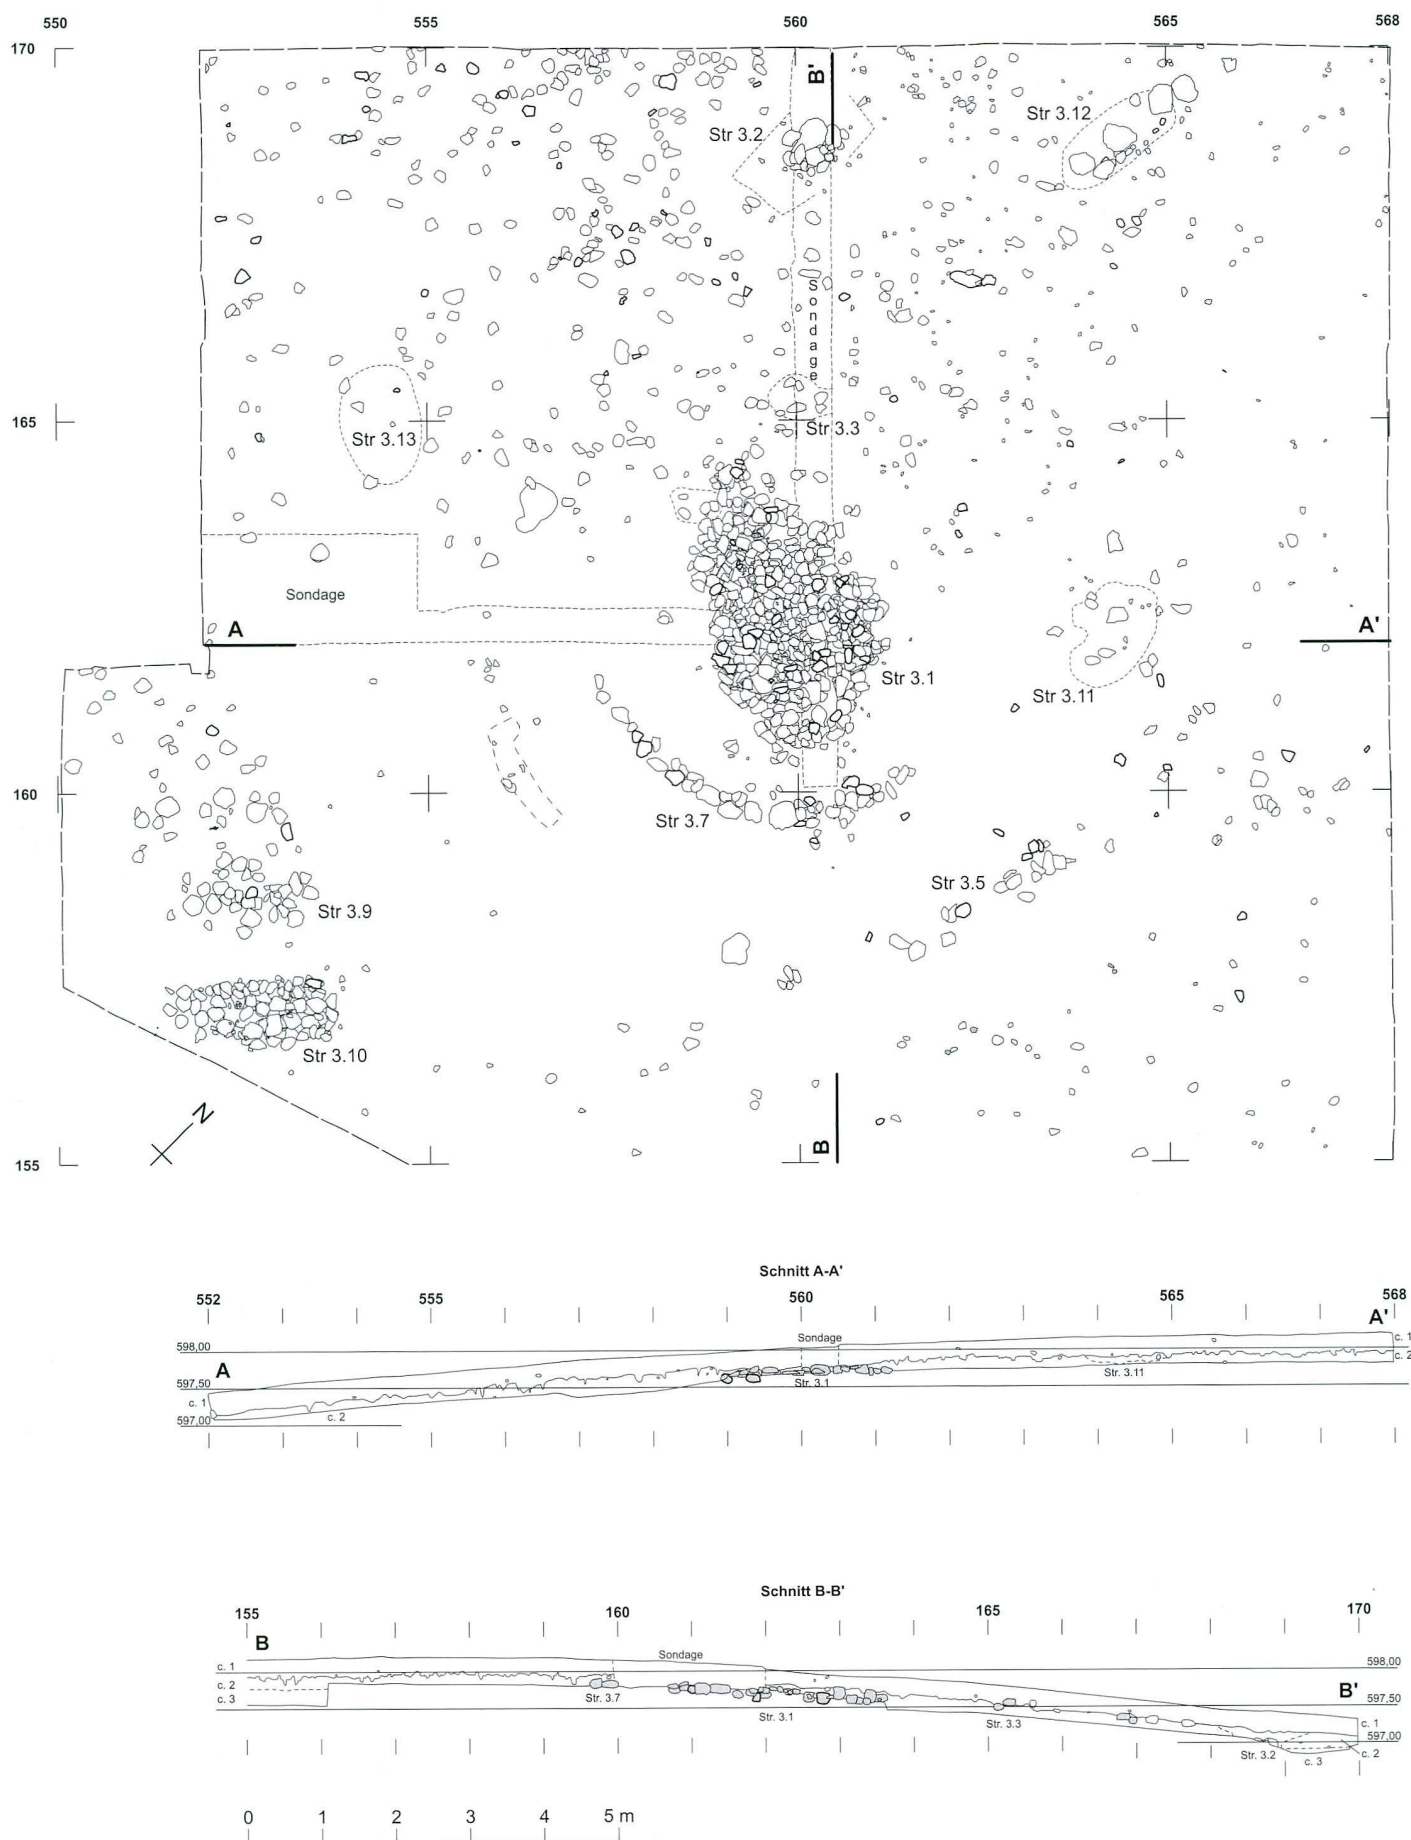 550 555 560 565 568
170
B'
Str 3.12
Str 3.2
Sondage
165
Str 3.13
Str 3.3
Sondage
A
A'
Str 3.1
Str 3.11
160
Str 3.7
Str 3.5
Str 3.9
Str 3.10
N
B
155
Schnitt A-A'
552 555 560 565 568
A'
Sondage
c. 1
598,00
c. 2
A
Str. 3.1
Str. 3.11
597,50
c. 1
c. 2
597,00
Schnitt B-B'
155 160 165 170
B
Sondage
c. 1
598,00
c. 2
B'
c. 3
Str. 3.7
597,50
Str. 3.1
Str. 3.3
c. 1
597,00
Str. 3.2
c. 3
c. 2
0 1 2 3 4 5 m